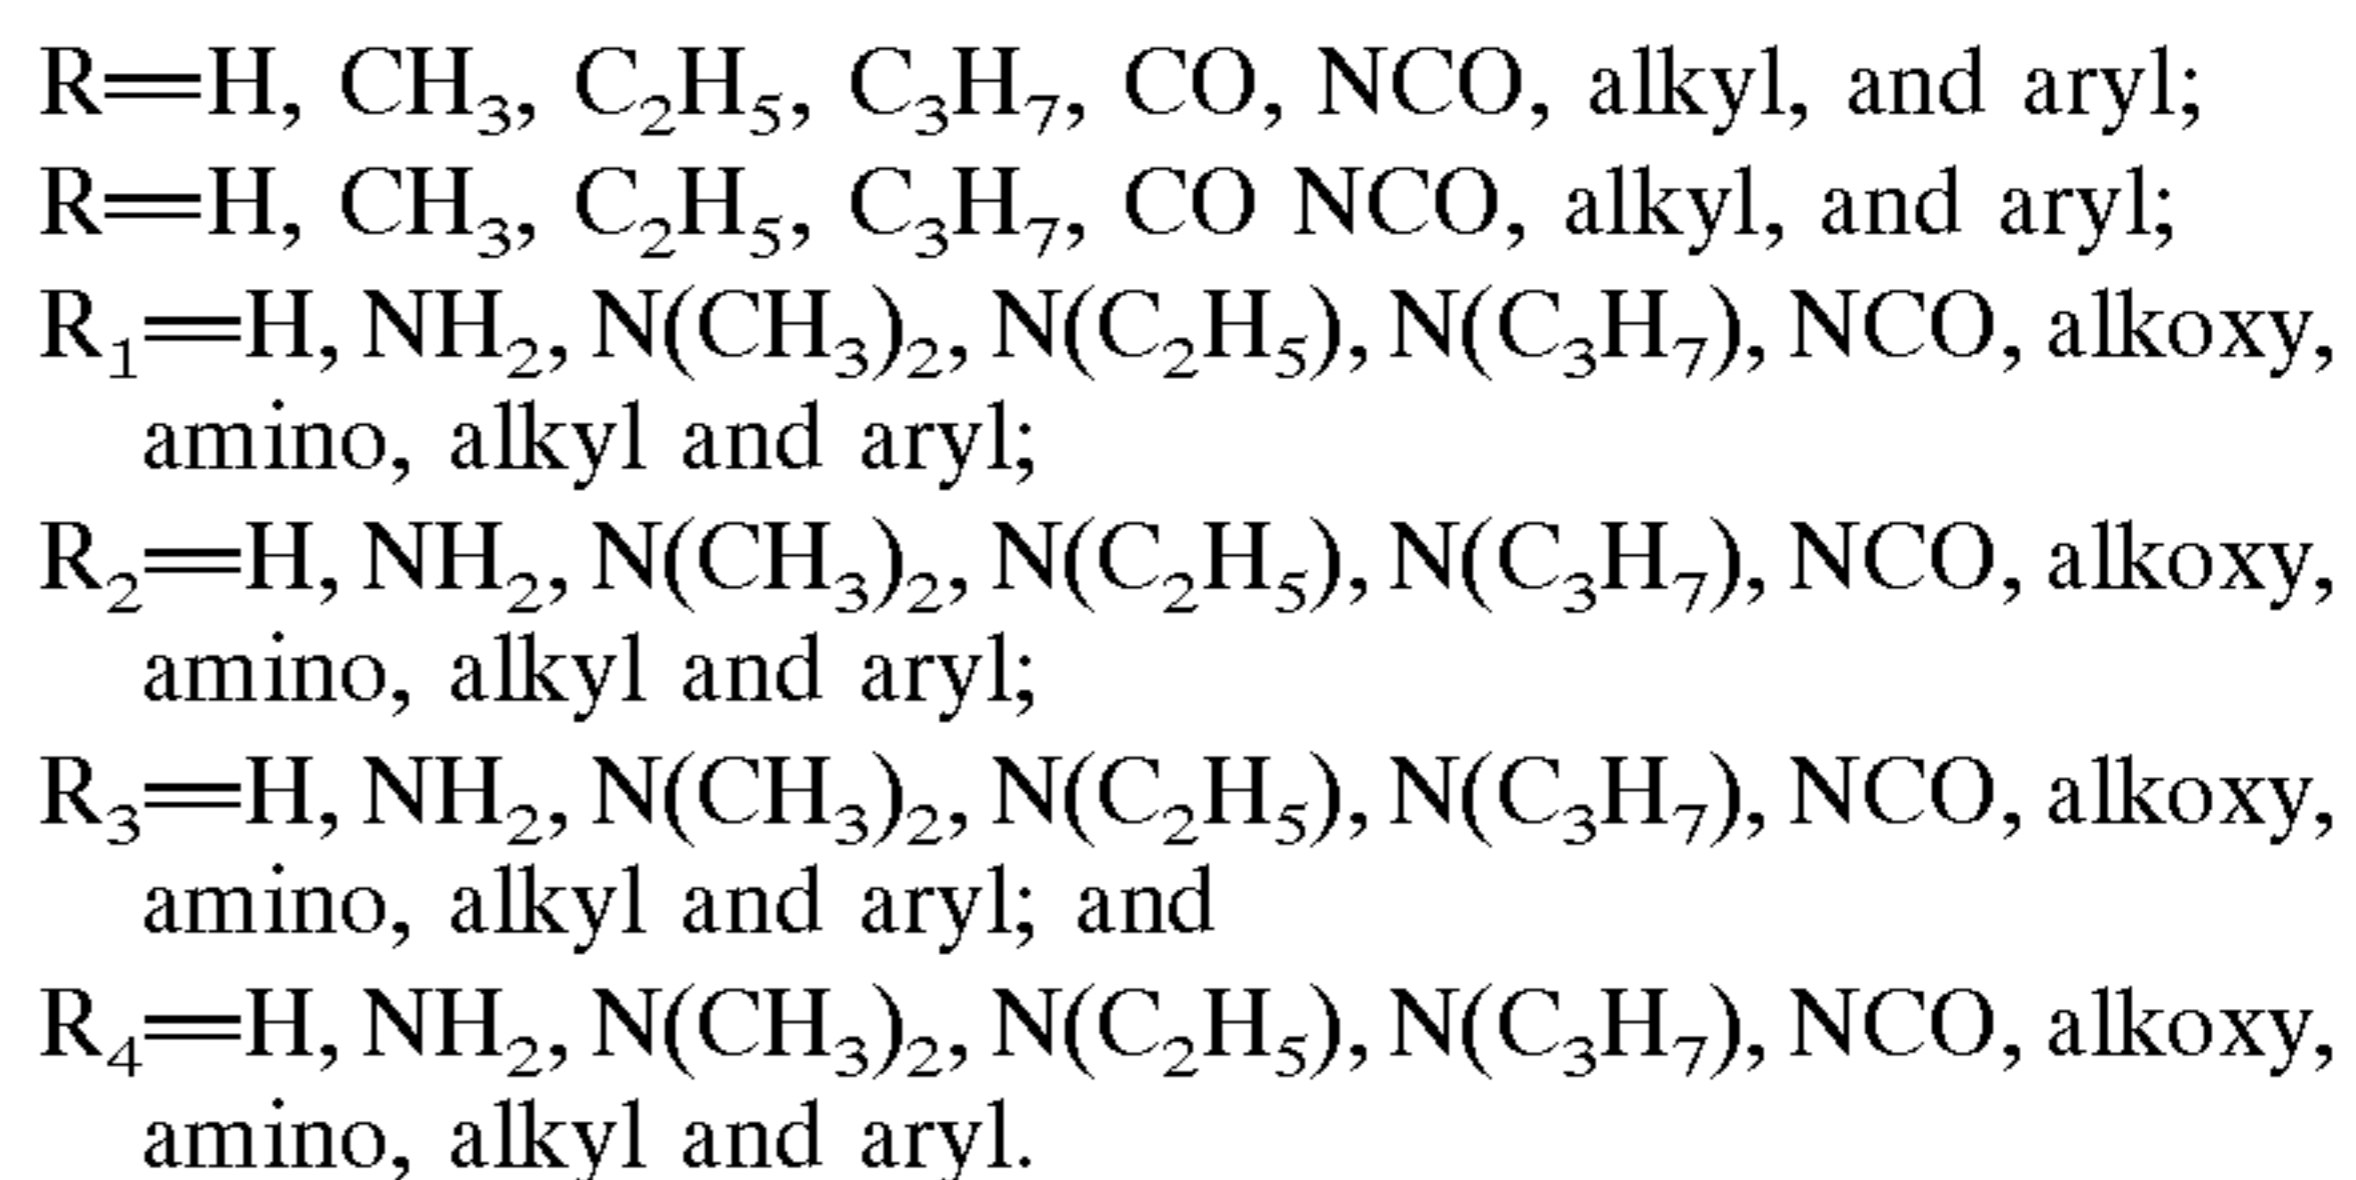 R═H, CH₃, C₂H₅, C₃H₇, CO, NCO, alkyl, and aryl;
R═H, CH₃, C₂H₅, C₃H₇, CO NCO, alkyl, and aryl;
R₁═H, NH₂, N(CH₃)₂, N(C₂H₅), N(C₃H₇), NCO, alkoxy,
amino, alkyl and aryl;
R₂═H, NH₂, N(CH₃)₂, N(C₂H₅), N(C₃H₇), NCO, alkoxy,
amino, alkyl and aryl;
R₃═H, NH₂, N(CH₃)₂, N(C₂H₅), N(C₃H₇), NCO, alkoxy,
amino, alkyl and aryl; and
R₄═H, NH₂, N(CH₃)₂, N(C₂H₅), N(C₃H₇), NCO, alkoxy,
amino, alkyl and aryl.